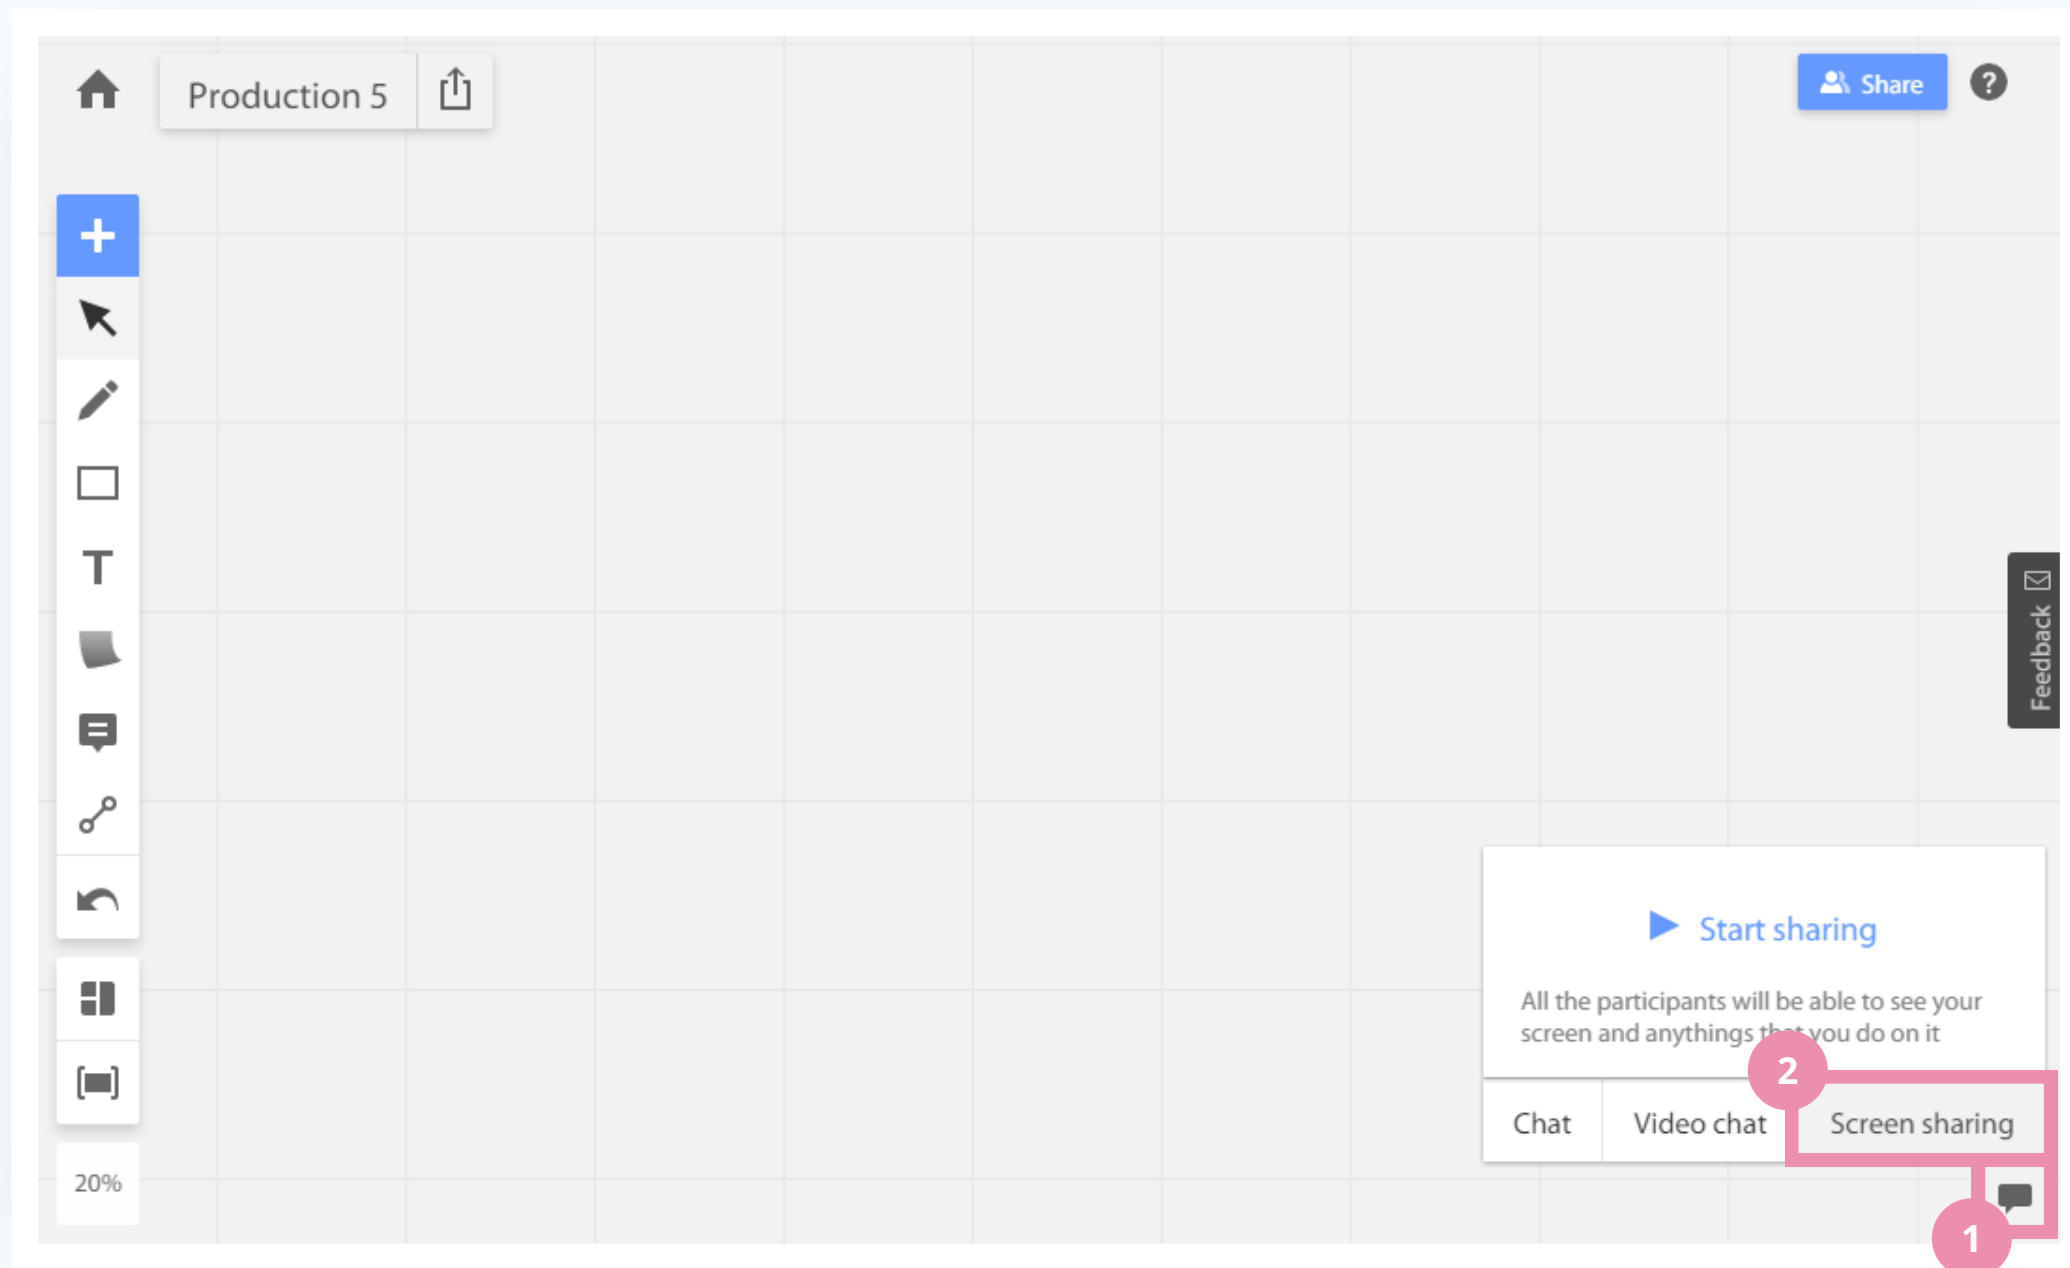 Production 5
Share
?
T
Feedback
Start sharing
All the participants will be able to see your
screen and anythings that you do on it
2
Chat
Video chat
Screen sharing
20%
1